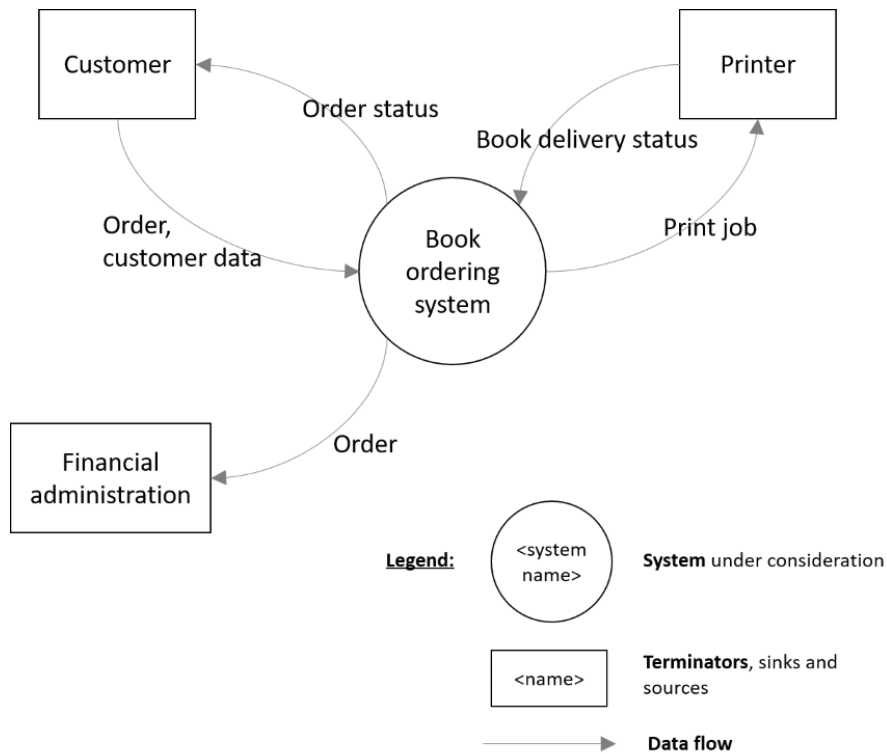 Customer
Printer
Order status
Book delivery status
Order,
customer data
Book
ordering
system
Print job
Order
Financial
administration
Legend:
<system
name>
System under consideration
<name>
Terminators, sinks and
sources
Data flow